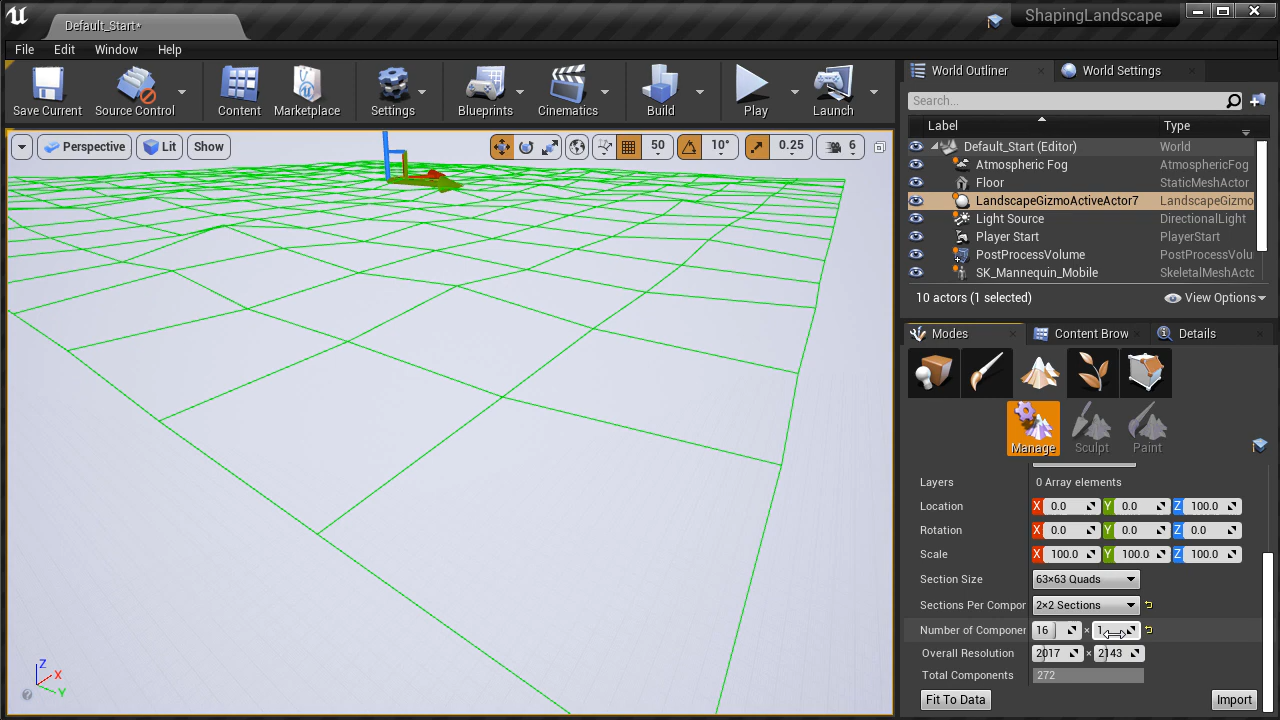 Default_Start*
ShapingLandscape
File Edit Window Help
World Outliner World Settings
Save Current Source Control Content Marketplace Settings Blueprints Cinematics Build Play Launch
Search...
Label Type
Perspective Lit Show 50 10° 0.25 6
Default_Start (Editor) World
Atmospheric Fog AtmosphericFog
Floor StaticMeshActor
LandscapeGizmoActiveActor7 LandscapeGizmo
Light Source DirectionalLight
Player Start PlayerStart
PostProcessVolume PostProcessVolu
SK_Mannequin_Mobile SkeletalMeshActo
10 actors (1 selected) View Options
Modes Content Brow Details
Manage Sculpt Paint
Layers 0 Array elements
Location X 0.0 Y 0.0 Z 100.0
Rotation X 0.0 Y 0.0 Z 0.0
Scale X 100.0 Y 100.0 Z 100.0
Section Size 63×63 Quads
Sections Per Compor 2×2 Sections
Number of Componer 16 ×
Overall Resolution 2017 × 2143
Total Components 272
Fit To Data Import
Z
X
Y